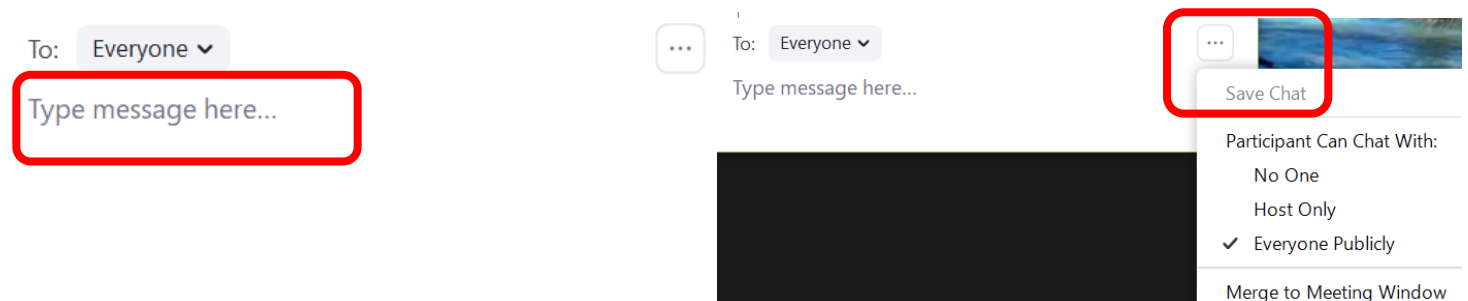 To: Everyone
...
Type message here...
To: Everyone
...
Type message here...
Save Chat
Participant Can Chat With:
No One
Host Only
Everyone Publicly
Merge to Meeting Window